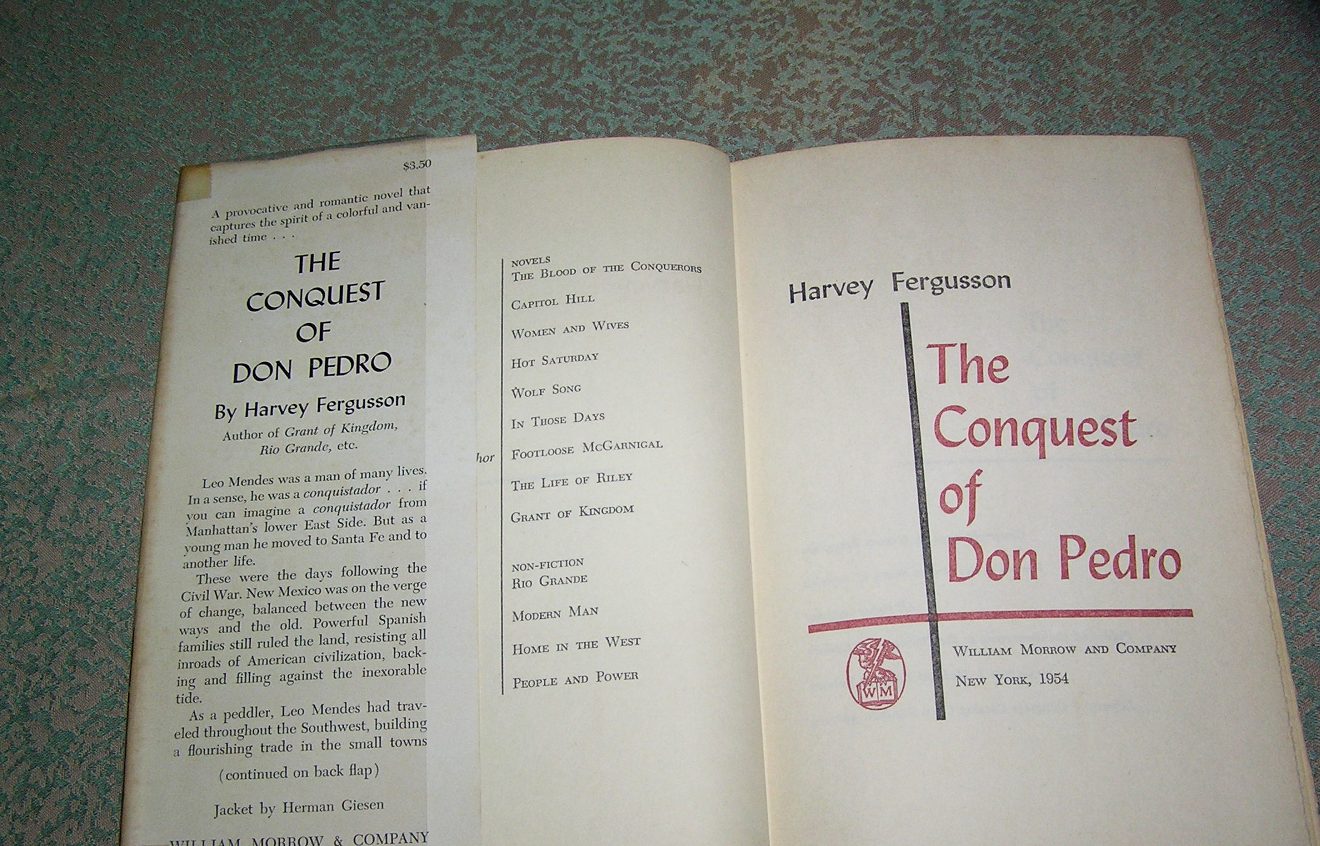 $3.50
A provocative and romantic novel that
captures the spirit of a colorful and van-
ished time . . .
THE
CONQUEST
OF
DON PEDRO
By Harvey Fergusson
Author of Grant of Kingdom,
Rio Grande, etc.
Leo Mendes was a man of many lives.
In a sense, he was a conquistador . . . if
you can imagine a conquistador from
Manhattan's lower East Side. But as a
young man he moved to Santa Fe and to
another life.
These were the days following the
Civil War. New Mexico was on the verge
of change, balanced between the new
ways and the old. Powerful Spanish
families still ruled the land, resisting all
inroads of American civilization, back-
ing and filling against the inexorable
tide.
As a peddler, Leo Mendes had trav-
eled throughout the Southwest, building
a flourishing trade in the small towns
(continued on back flap)
Jacket by Herman Giesen
WILLIAM MORROW & COMPANY
hor
NOVELS
THE BLOOD OF THE CONQUERORS
CAPITOL HILL
WOMEN AND WIVES
HOT SATURDAY
WOLF SONG
IN THOSE DAYS
FOOTLOOSE MCGARNIGAL
THE LIFE OF RILEY
GRANT OF KINGDOM
NON-FICTION
RIO GRANDE
MODERN MAN
HOME IN THE WEST
PEOPLE AND POWER
Harvey Fergusson
The
Conquest
of
Don Pedro
WM
WILLIAM MORROW AND COMPANY
NEW YORK, 1954